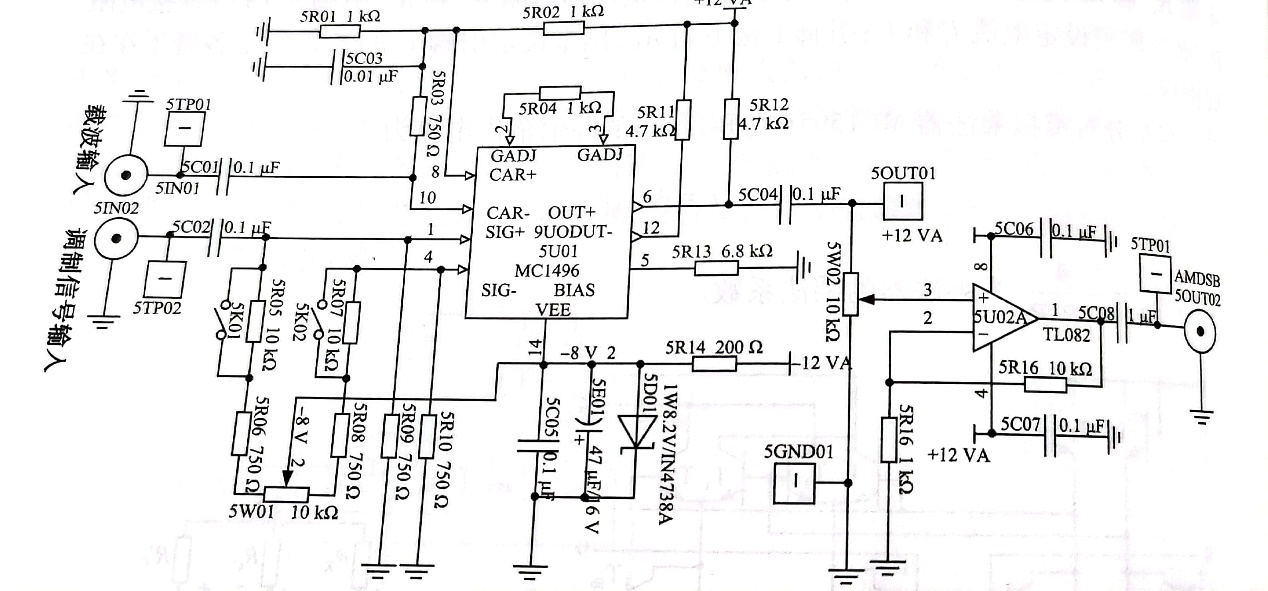 +12 VA
5R01 1 kΩ
5R02 1 kΩ
5C03
0.01 μF
5R03 750 Ω
5R04 1 kΩ
2
3
5R11
4.7 kΩ
5R12
4.7 kΩ
载波输入
5TP01
5C01
0.1 μF
5IN01
8
10
GADJ
GADJ
CAR+
CAR-
OUT+
SIG+
9UODUT-
5U01
MC1496
SIG-
BIAS
VEE
6
12
5
5C04
0.1 μF
5OUT01
+12 VA
5IN02
5C02
0.1 μF
5TP02
调制信号输入
1
4
5R13 6.8 kΩ
5K01
5R05 10 kΩ
5K02
5R07 10 kΩ
5R06 750 Ω
-8 V 2
5R08 750 Ω
5R09 750 Ω
5R10 750 Ω
5W01
10 kΩ
14
-8 V 2
5R14 200 Ω
-12 VA
5C05
0.1 μF
5E01
+
47 μF/16 V
5D01
1W8.2V/IN4738A
5W02 10 kΩ
5GND01
5C06
0.1 μF
8
3
2
+
−
5U02A
1
TL082
5C08
1 μF
5TP01
AMDSB
5OUT02
5R16 10 kΩ
4
5C07
0.1 μF
+12 VA
5R16 1 kΩ